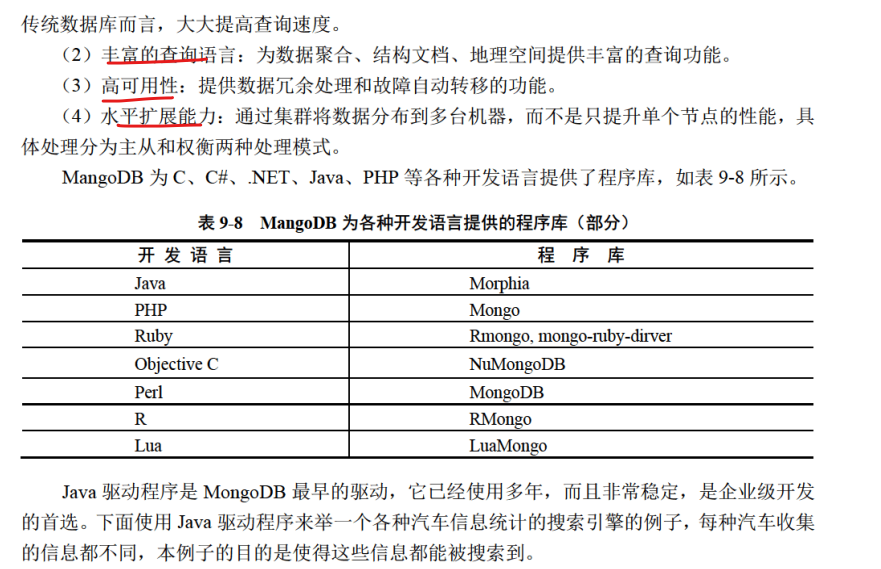 传统数据库而言，大大提高查询速度。
（2）丰富的查询语言：为数据聚合、结构文档、地理空间提供丰富的查询功能。
（3）高可用性：提供数据冗余处理和故障自动转移的功能。
（4）水平扩展能力：通过集群将数据分布到多台机器，而不是只提升单个节点的性能，具
体处理分为主从和权衡两种处理模式。
MangoDB 为 C、C#、.NET、Java、PHP 等各种开发语言提供了程序库，如表 9-8 所示。
表 9-8 MangoDB 为各种开发语言提供的程序库（部分）
开 发 语 言 程 序 库
Java Morphia
PHP Mongo
Ruby Rmongo, mongo-ruby-dirver
Objective C NuMongoDB
Perl MongoDB
R RMongo
Lua LuaMongo
Java 驱动程序是 MongoDB 最早的驱动，它已经使用多年，而且非常稳定，是企业级开发
的首选。下面使用 Java 驱动程序来举一个各种汽车信息统计的搜索引擎的例子，每种汽车收集
的信息都不同，本例子的目的是使得这些信息都能被搜索到。